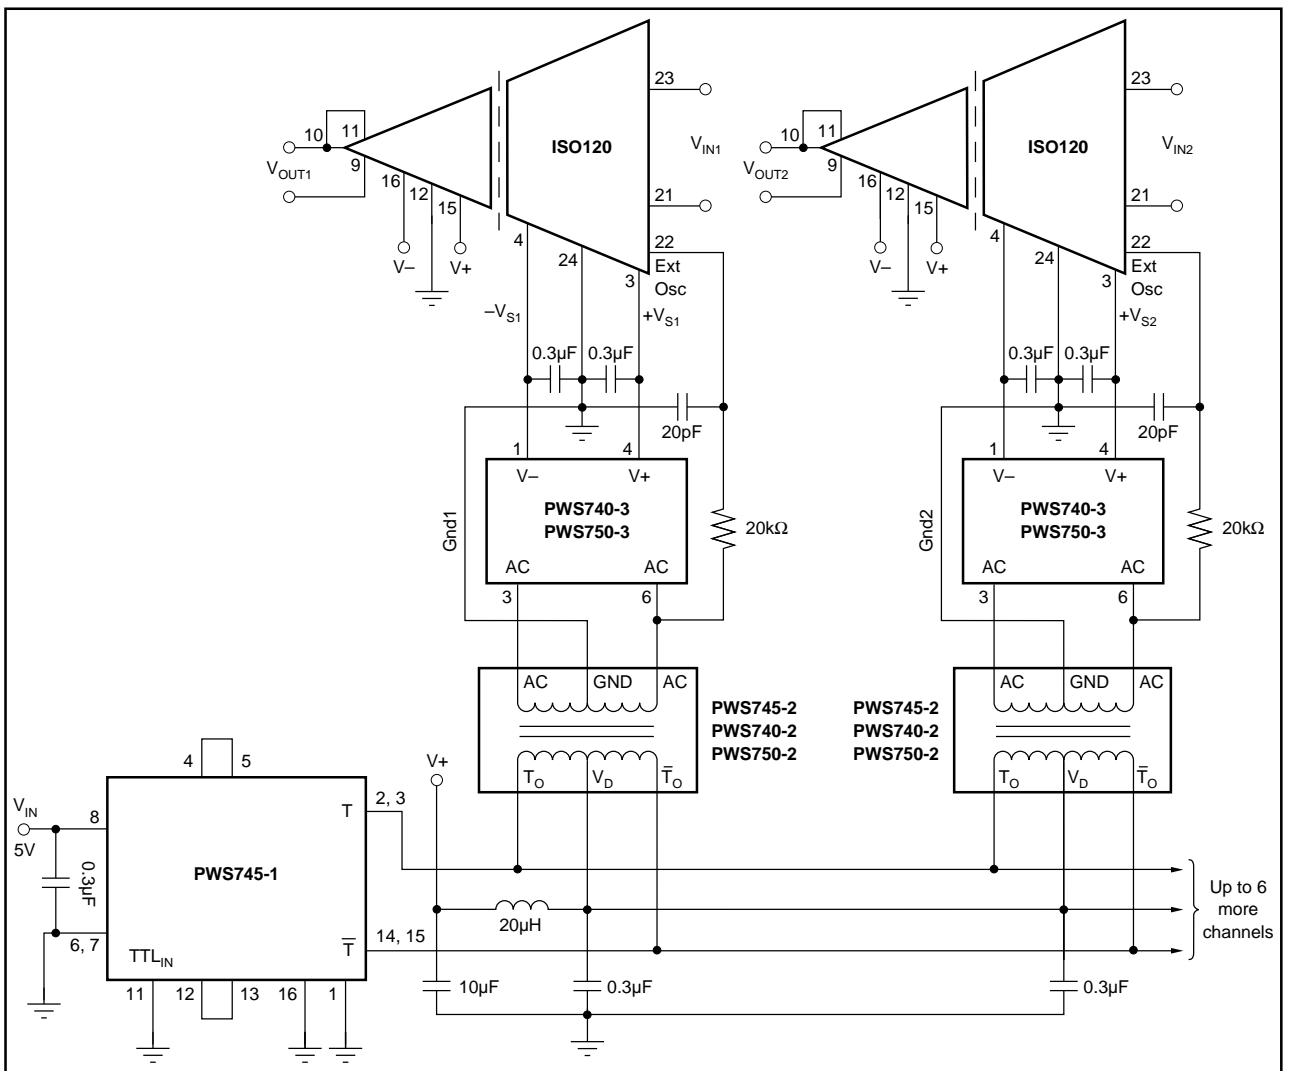 23
11
10
ISO120
V_IN1
9
V_OUT1
16
12
15
21
4
22
V–
V+
24
Ext
3
Osc
–V_S1
+V_S1
0.3µF
0.3µF
20pF
1
4
V–
V+
Gnd1
PWS740-3
PWS750-3
20kΩ
AC
AC
3
6
AC
GND
AC
PWS745-2
PWS740-2
PWS750-2
T_O
V_D
T̅_O
23
11
10
ISO120
V_IN2
9
V_OUT2
16
12
15
21
4
22
V–
V+
24
Ext
3
Osc
+V_S2
0.3µF
0.3µF
20pF
1
4
V–
V+
Gnd2
PWS740-3
PWS750-3
20kΩ
AC
AC
3
6
AC
GND
AC
PWS745-2
PWS740-2
PWS750-2
T_O
V_D
T̅_O
4
5
V+
V_IN
8
T
2, 3
5V
0.3µF
PWS745-1
6, 7
TTL_IN
T̅
14, 15
20µH
Up to 6
more
channels
11
12
13
16
1
10µF
0.3µF
0.3µF